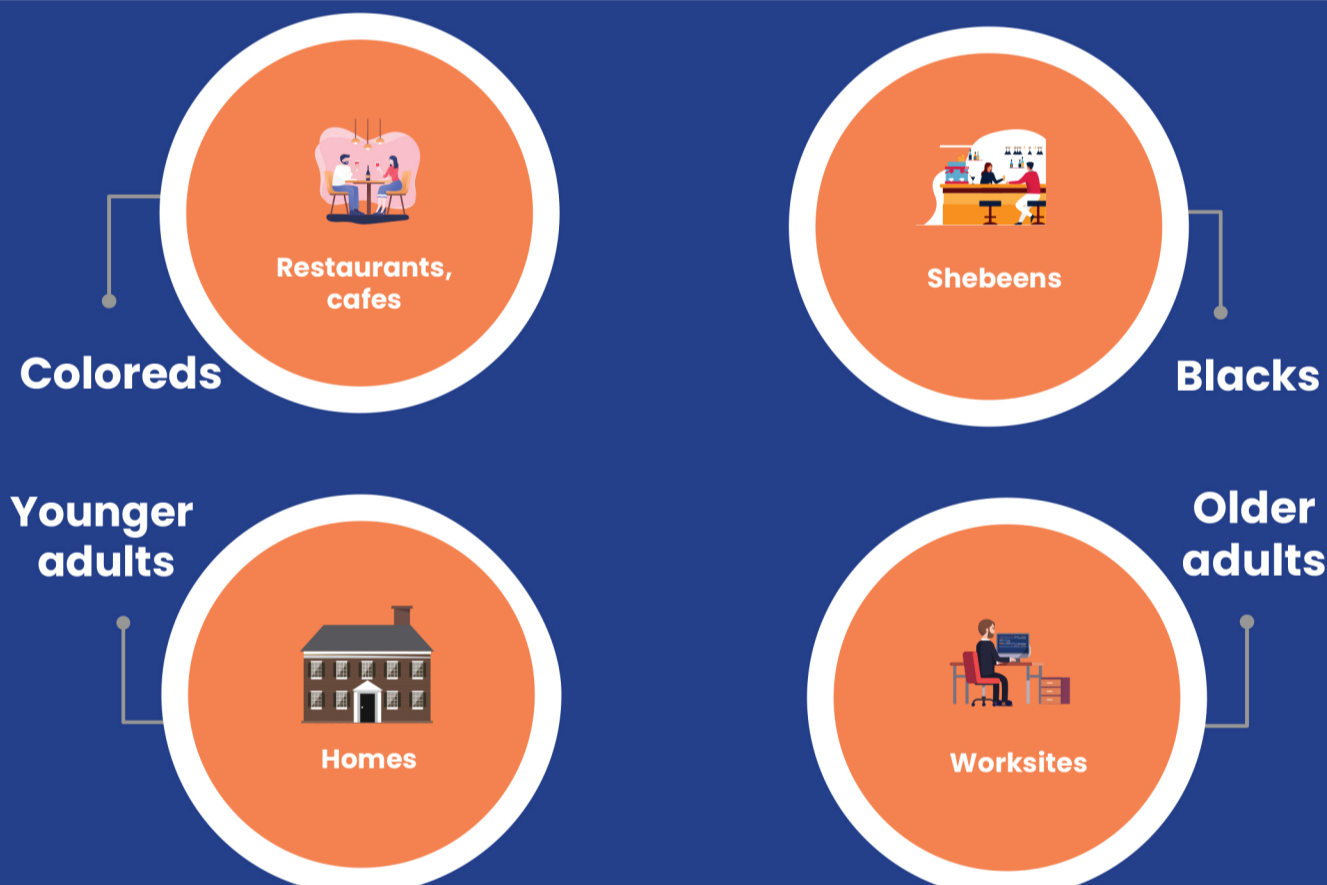 Restaurants,
cafes
Coloreds
Shebeens
Blacks
Younger
adults
Homes
Older
adults
Worksites